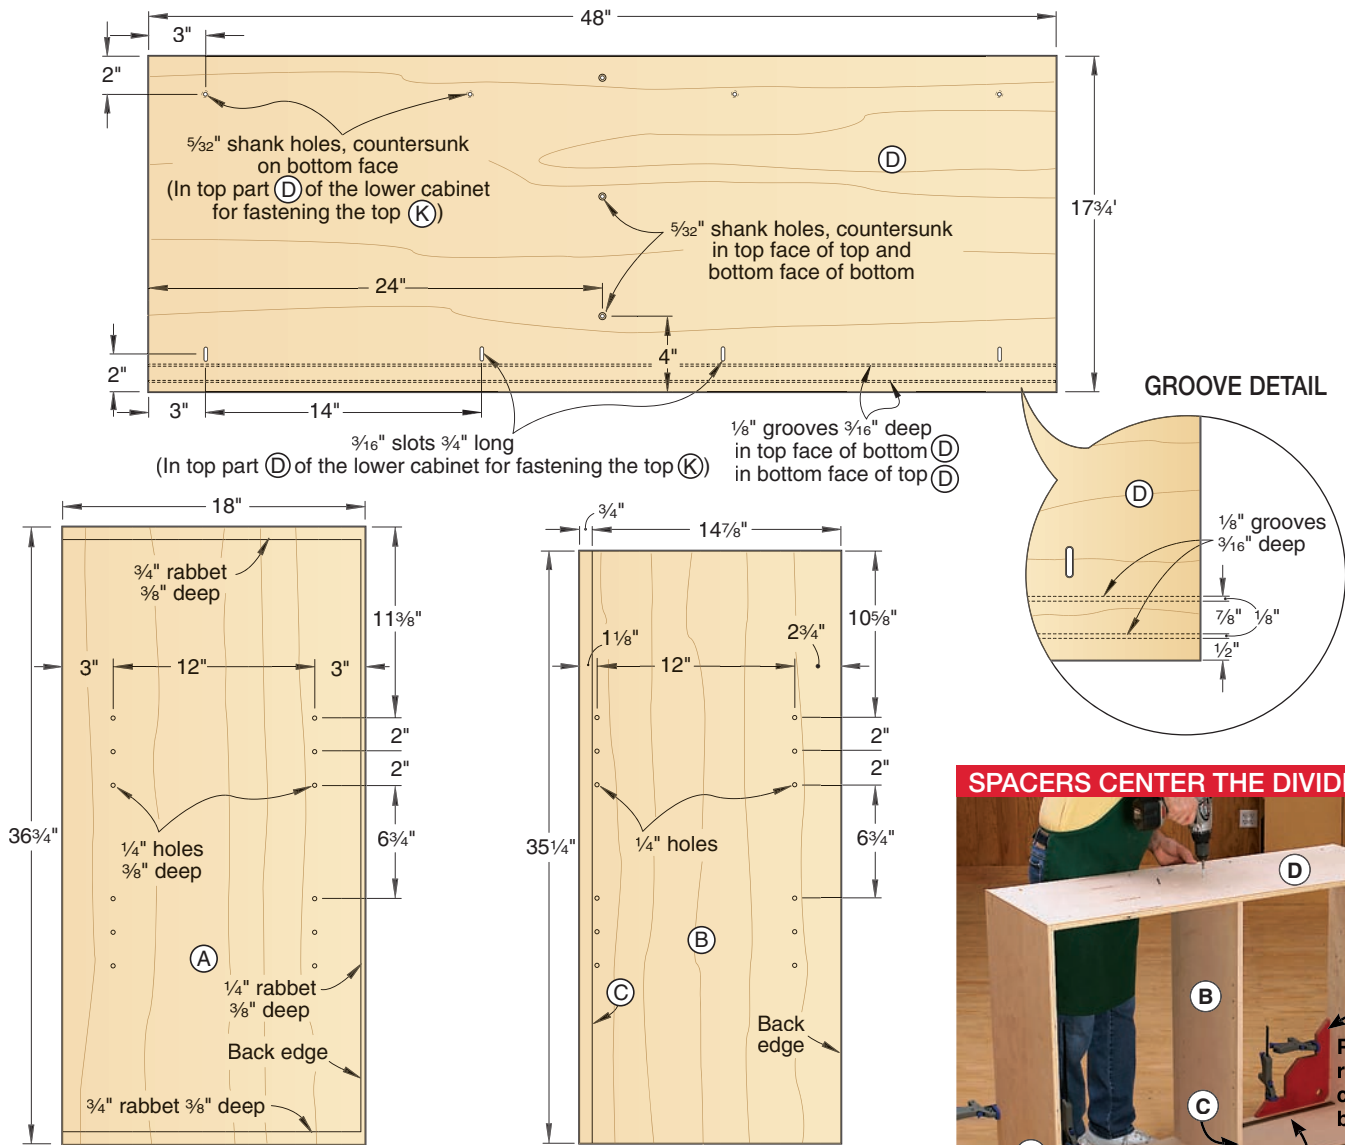 48"
3"
2"
5/32" shank holes, countersunk
on bottom face
(In top part D of the lower cabinet
for fastening the top K)
D
17¾'
5/32" shank holes, countersunk
in top face of top and
bottom face of bottom
24"
4"
2"
3"
14"
3/16" slots ¾" long
(In top part D of the lower cabinet for fastening the top K)
⅛" grooves 3/16" deep
in top face of bottom D
in bottom face of top D
GROOVE DETAIL
D
⅛" grooves
3/16" deep
⅞"
⅛"
½"
18"
¾" rabbet
⅜" deep
11⅜"
3"
12"
3"
2"
2"
36¾"
6¾"
¼" holes
⅜" deep
A
¼" rabbet
⅜" deep
Back edge
¾" rabbet ⅜" deep
¾"
14⅞"
10⅝"
1⅛"
2¾"
12"
2"
2"
35¼"
¼" holes
6¾"
B
C
Back
edge
SPACERS CENTER THE DIVID
D
B
C